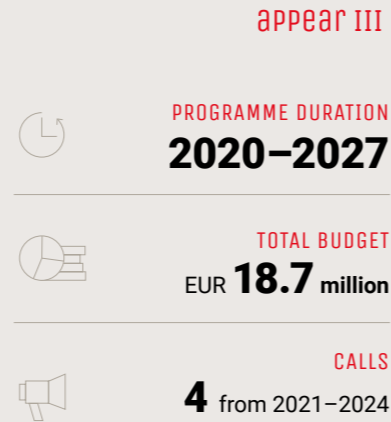 appear III
PROGRAMME DURATION
2020–2027
TOTAL BUDGET
EUR 18.7 million
CALLS
4 from 2021–2024